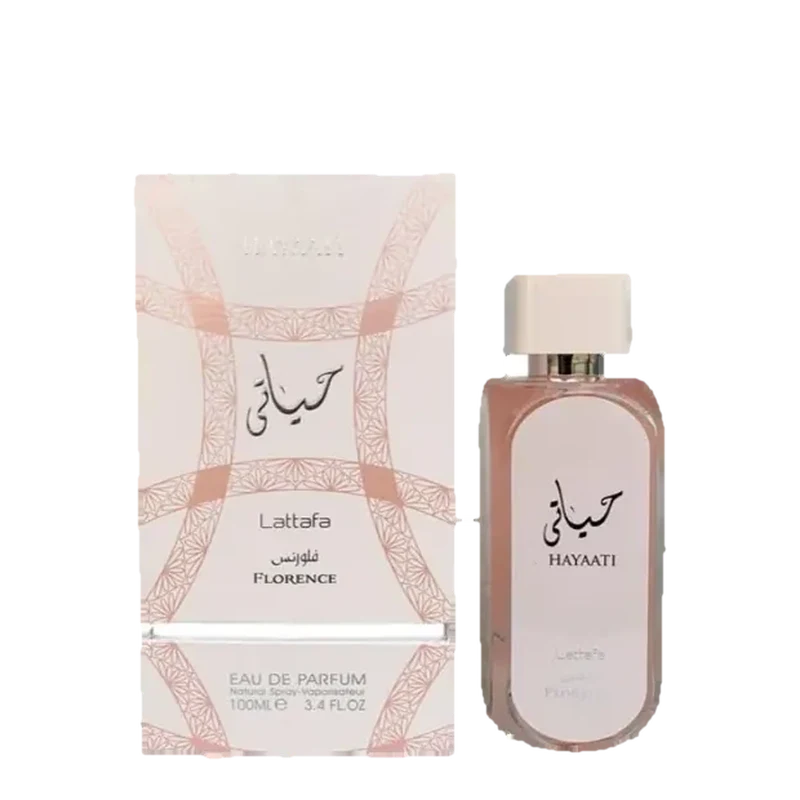 حياتي
Lattafa
فلورنس
FLORENCE
EAU DE PARFUM
Natural Spray-Vaporisateur
100ML e 3.4 FL.OZ
حياتي
HAYAATI
Lattafa